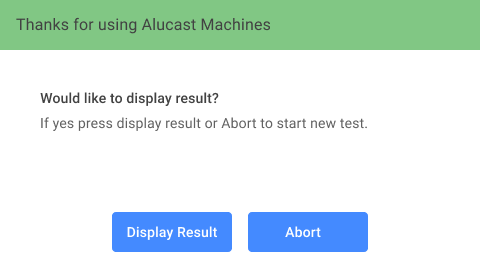 Thanks for using Alucast Machines
Would like to display result?
If yes press display result or Abort to start new test.
Display Result
Abort